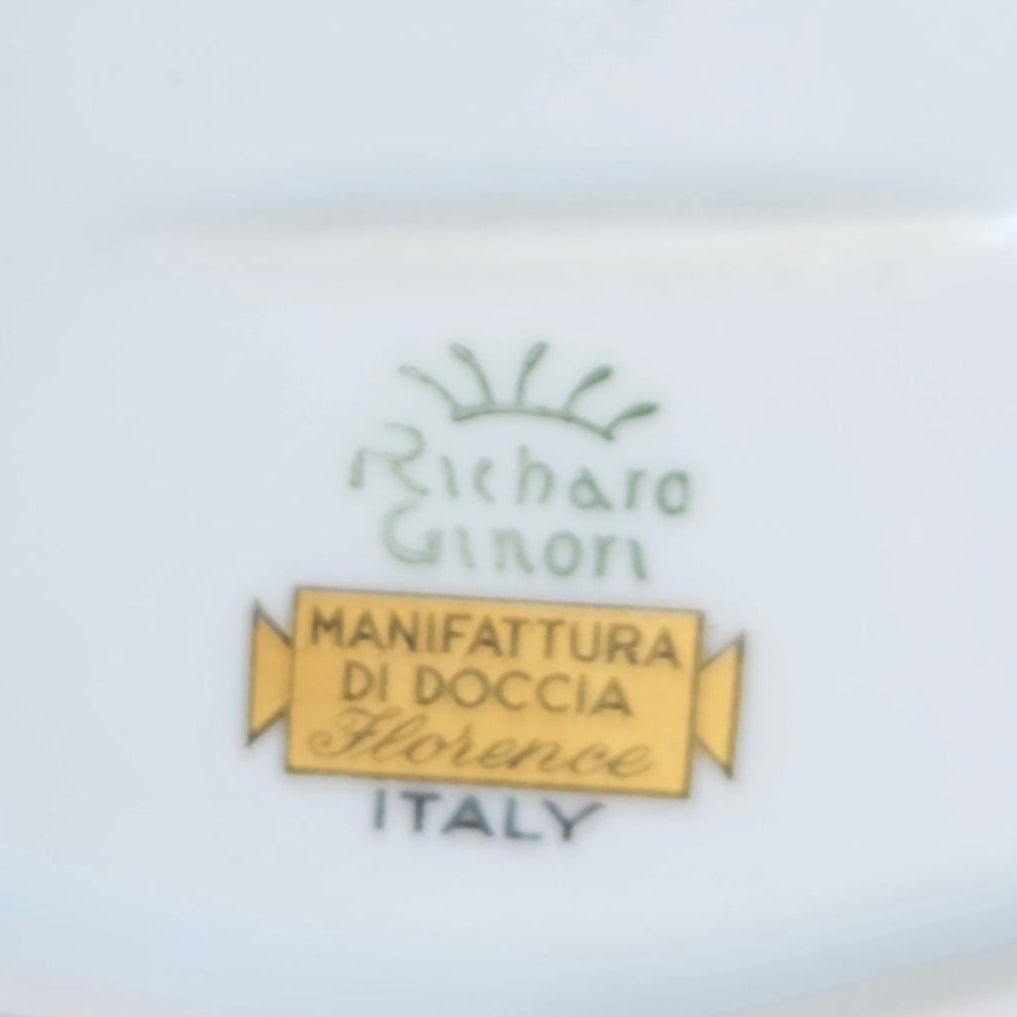 Richard
Ginori
MANIFATTURA
DI DOCCIA
Florence
ITALY